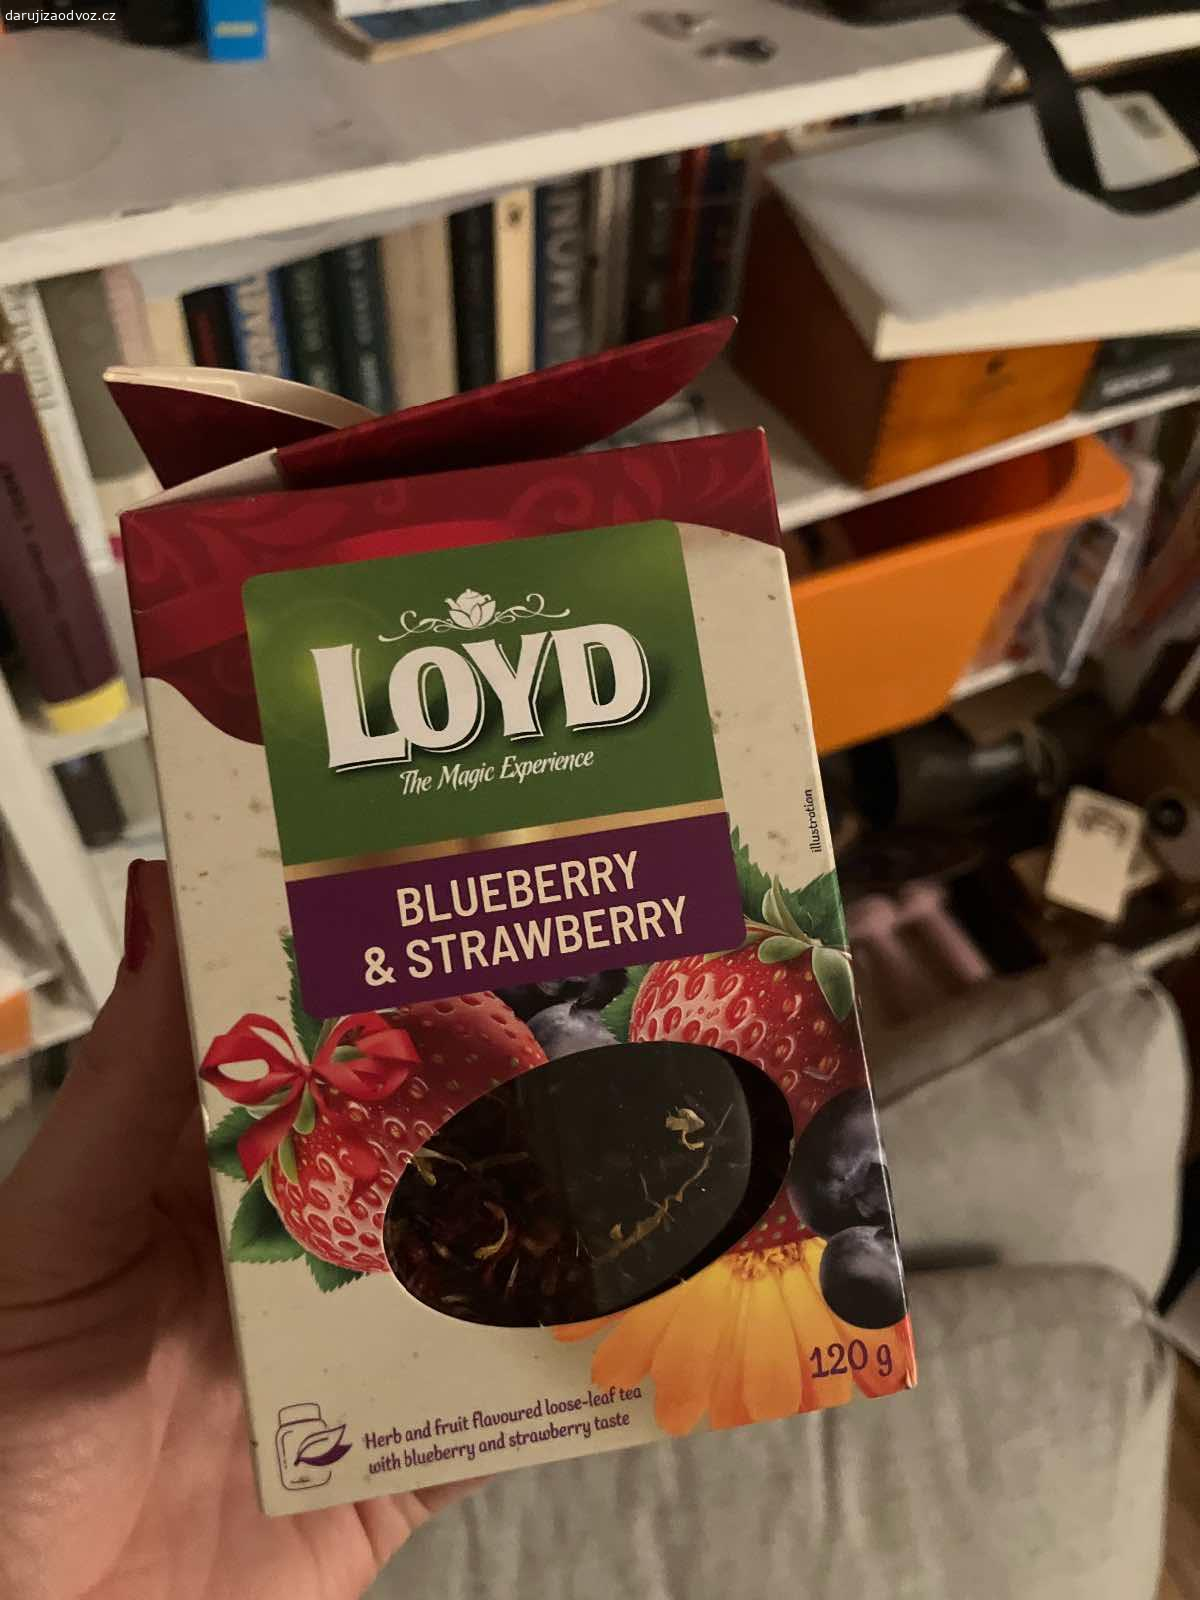 darujizaodvoz.cz
LOYD
The Magic Experience
BLUEBERRY
& STRAWBERRY
illustration
120 g
Herb and fruit flavoured loose-leaf tea
with blueberry and strawberry taste